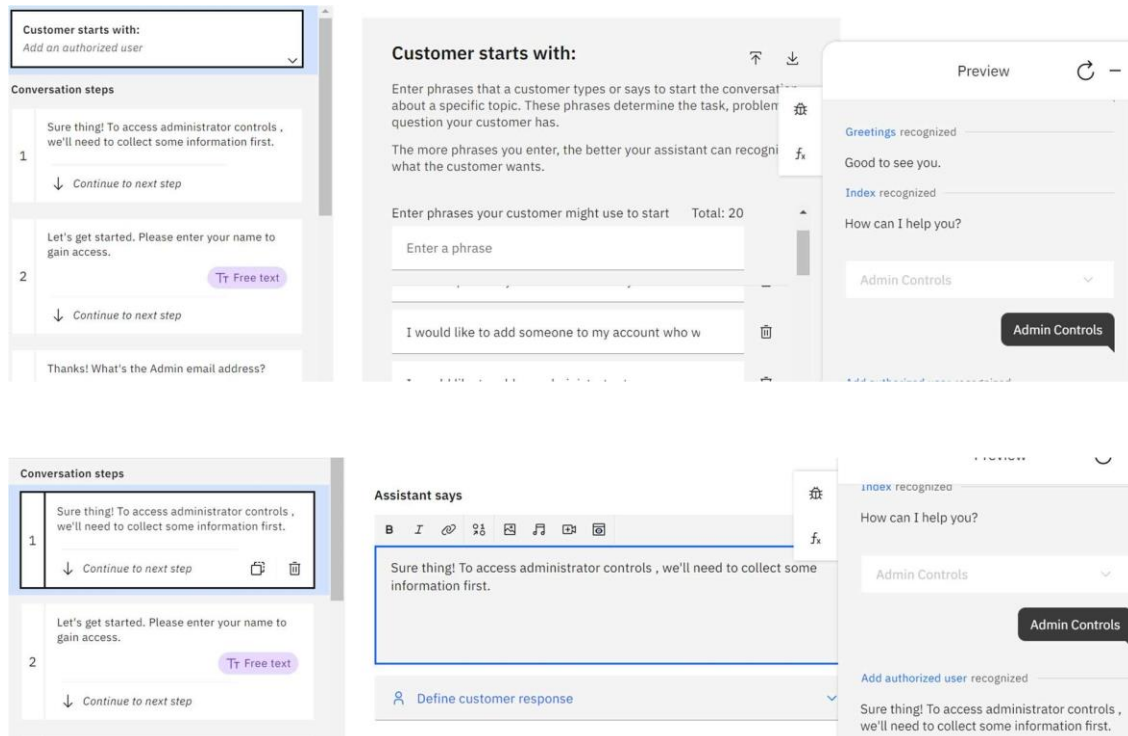 Customer starts with:
Add an authorized user
Conversation steps
1
Sure thing! To access administrator controls ,
we'll need to collect some information first.
Continue to next step
2
Let's get started. Please enter your name to
gain access.
Free text
Continue to next step
Thanks! What's the Admin email address?
Customer starts with:
Enter phrases that a customer types or says to start the conversation
about a specific topic. These phrases determine the task, problem
question your customer has.
The more phrases you enter, the better your assistant can recogni
what the customer wants.
Enter phrases your customer might use to start Total: 20
Enter a phrase
I would like to add someone to my account who w
fx
Preview
Greetings recognized
Good to see you.
Index recognized
How can I help you?
Admin Controls
Admin Controls
Add authorized user recognized
Conversation steps
1
Sure thing! To access administrator controls ,
we'll need to collect some information first.
Continue to next step
2
Let's get started. Please enter your name to
gain access.
Free text
Continue to next step
Assistant says
B I
Sure thing! To access administrator controls , we'll need to collect some
information first.
Define customer response
fx
Preview
Index recognized
How can I help you?
Admin Controls
Admin Controls
Add authorized user recognized
Sure thing! To access administrator controls ,
we'll need to collect some information first.